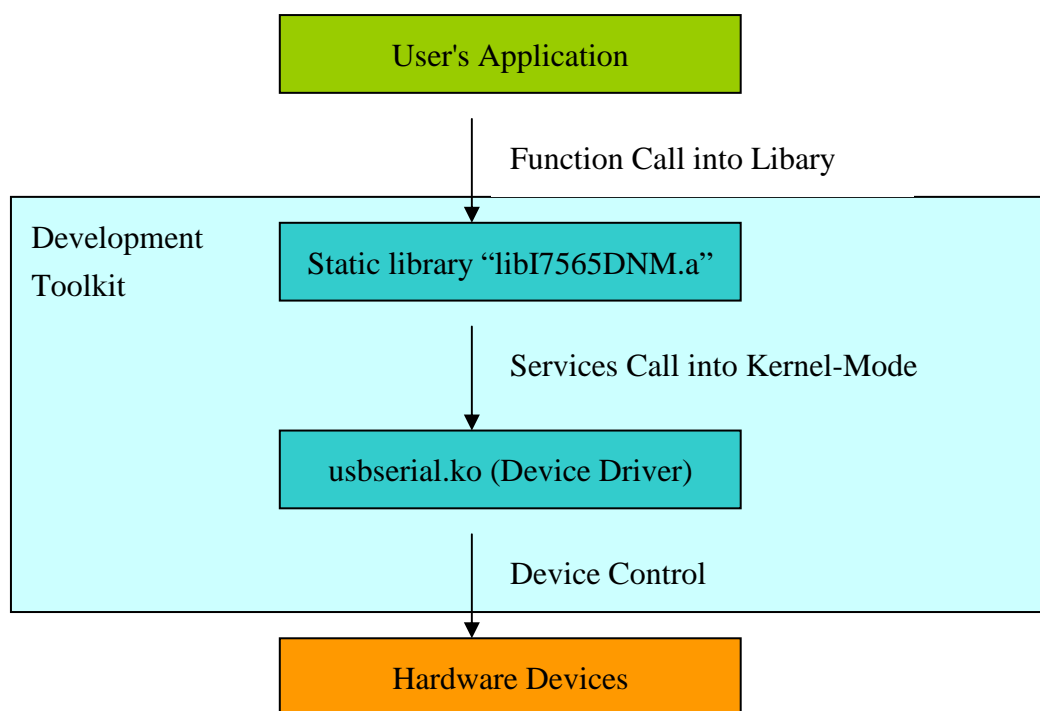 User's Application
Function Call into Libary
Development
Toolkit
Static library “libI7565DNM.a”
Services Call into Kernel-Mode
usbserial.ko (Device Driver)
Device Control
Hardware Devices